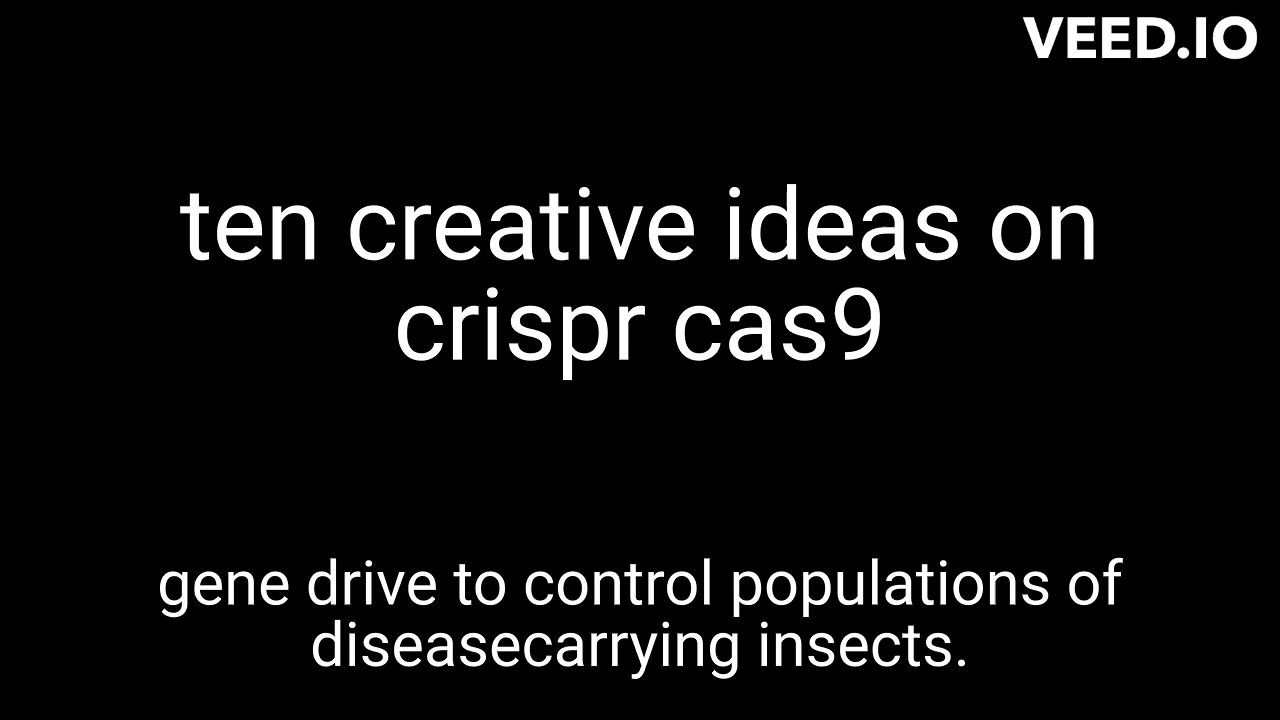 VEED.IO
ten creative ideas on
crispr cas9
gene drive to control populations of
diseasecarrying insects.